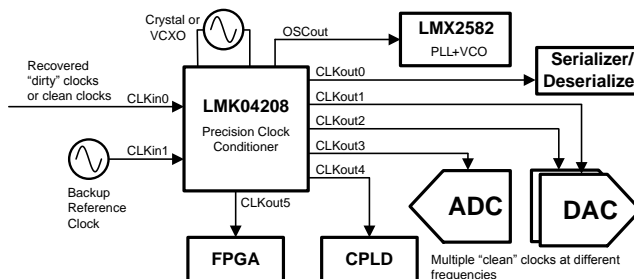 Crystal or
VCXO
OSCout
LMX2582
PLL+VCO
Recovered
"dirty" clocks
or clean clocks
CLKin0
LMK04208
Precision Clock
Conditioner
CLKout0
Serializer/
Deserializer
CLKout1
CLKout2
CLKin1
CLKout3
CLKout4
Backup
Reference
Clock
CLKout5
ADC
DAC
FPGA
CPLD
Multiple "clean" clocks at different
frequencies